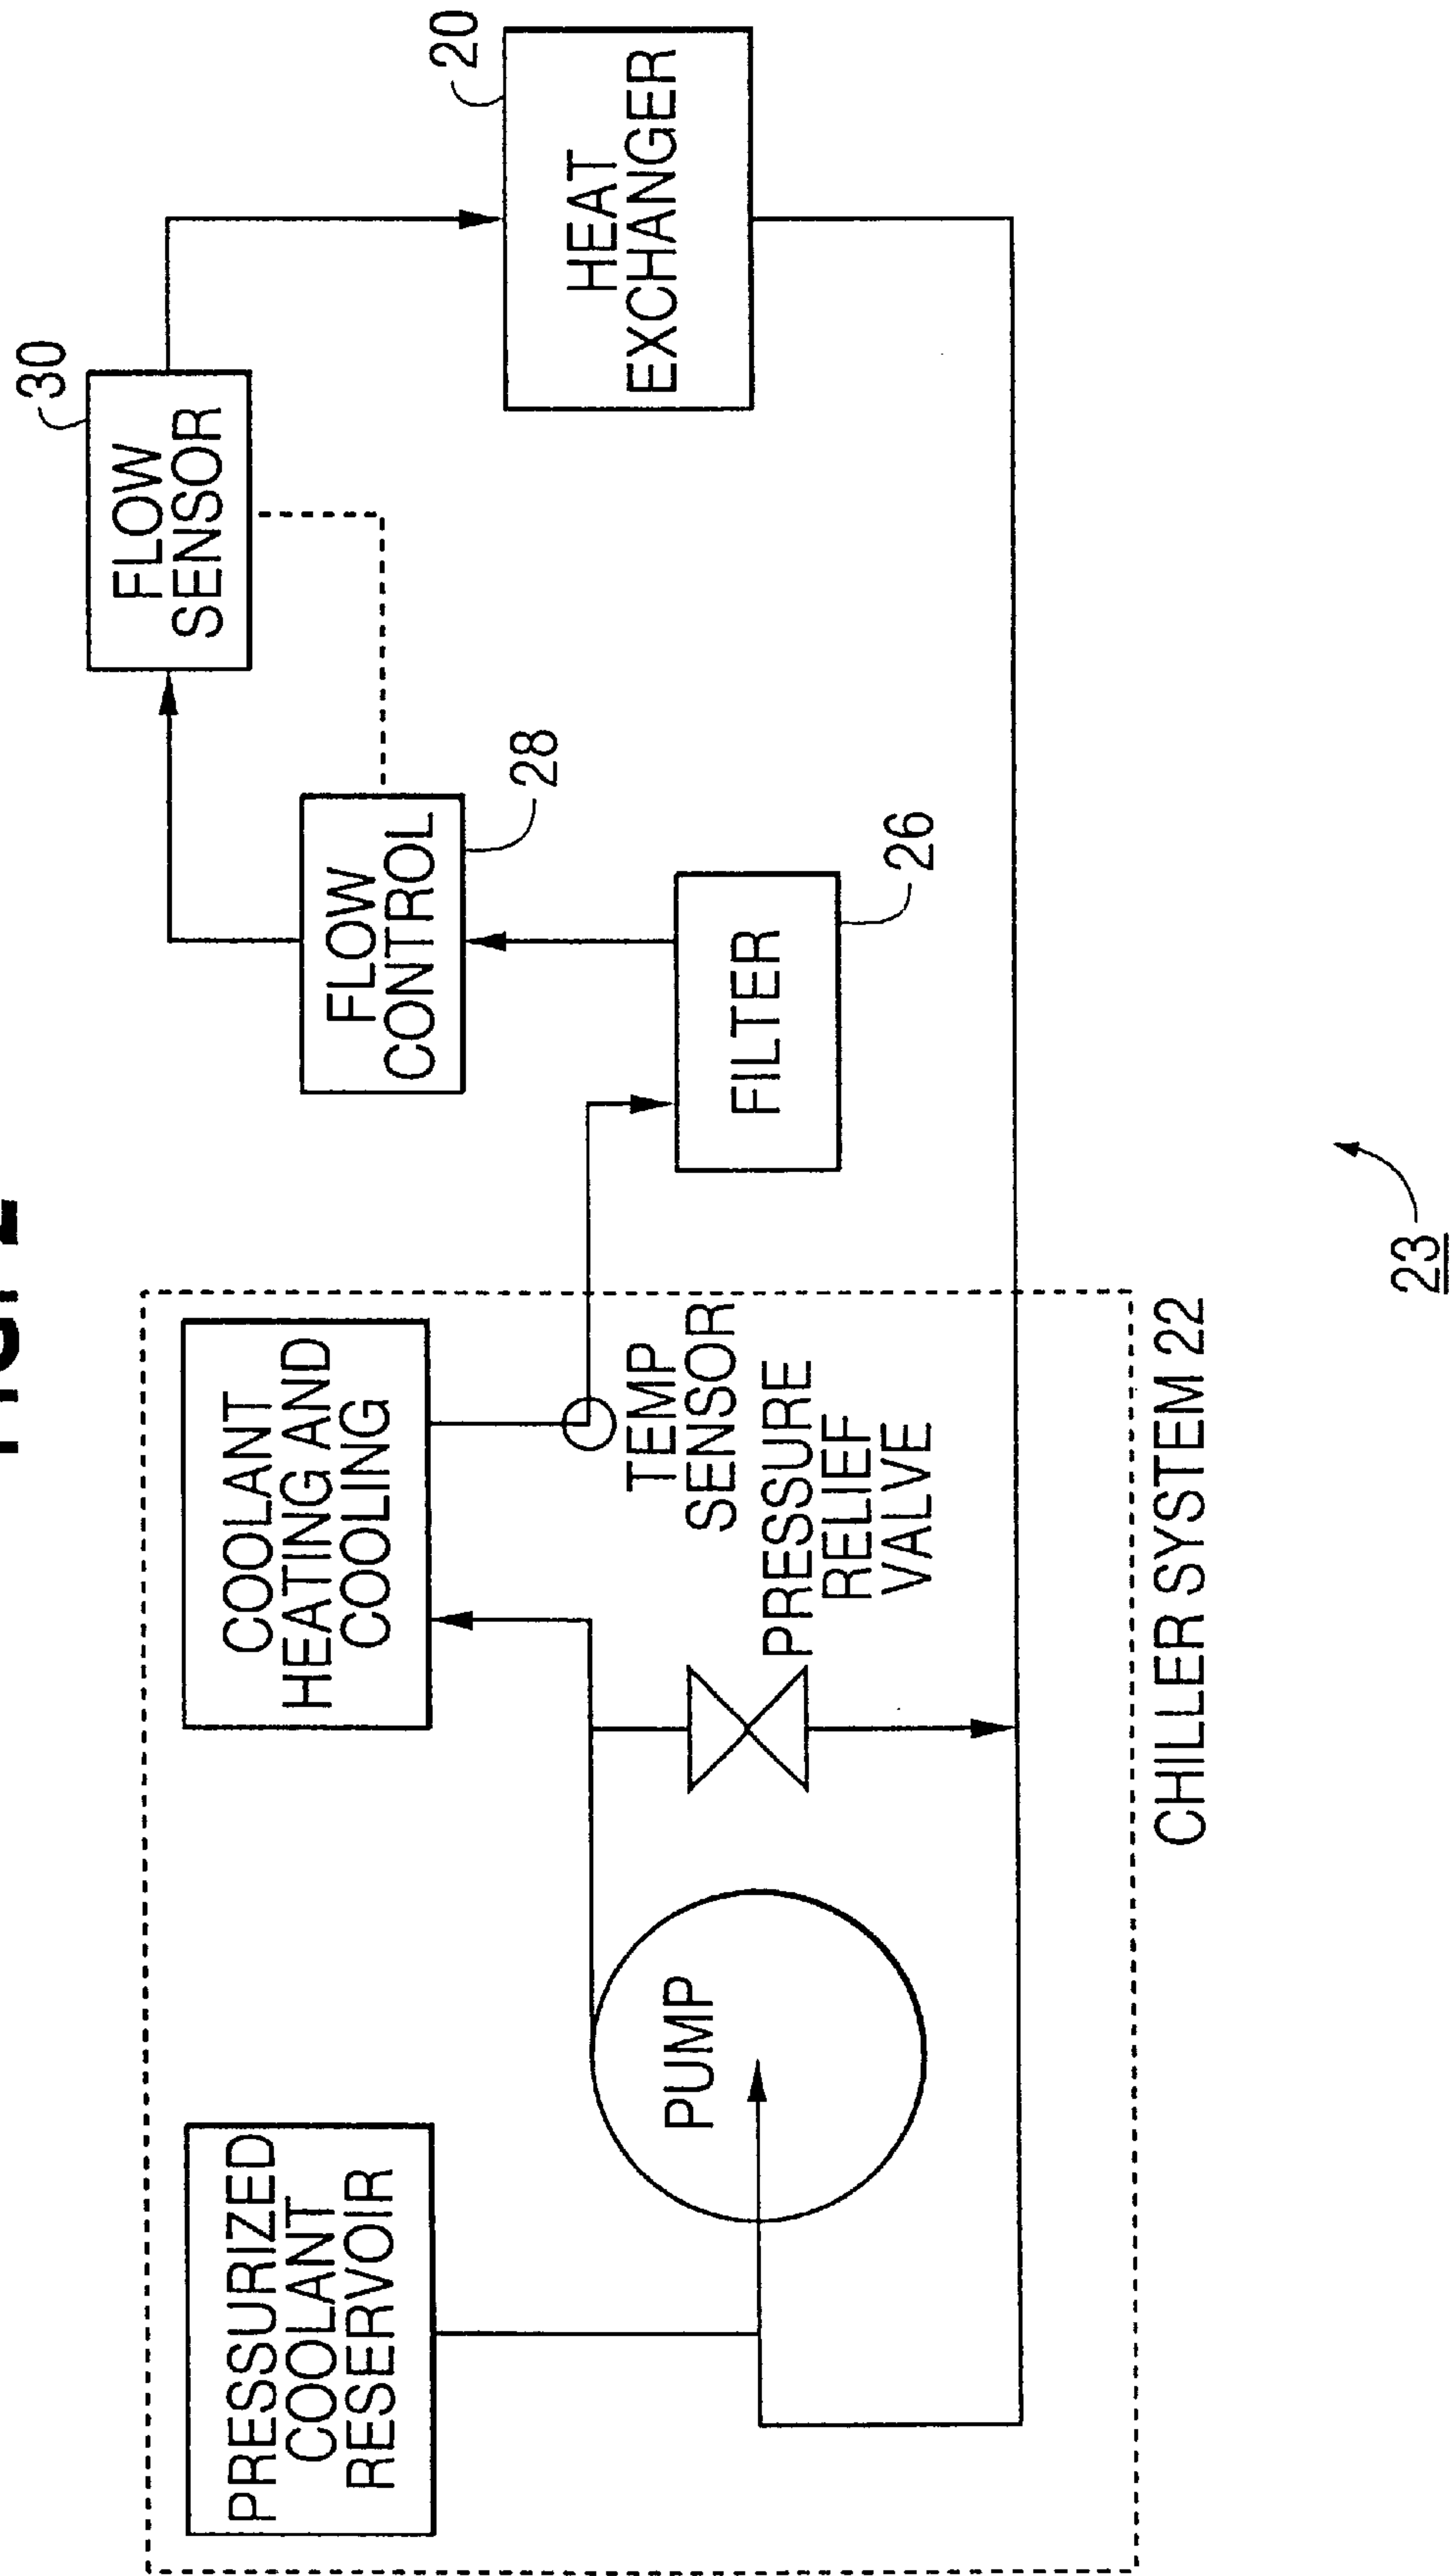 30
20
FLOW
SENSOR
HEAT
EXCHANGER
FLOW
CONTROL
28
FILTER
26
PRESSURIZED
COOLANT
RESERVOIR
COOLANT
HEATING AND
COOLING
PUMP
TEMP
SENSOR
PRESSURE
RELIEF
VALVE
CHILLER SYSTEM 22
23